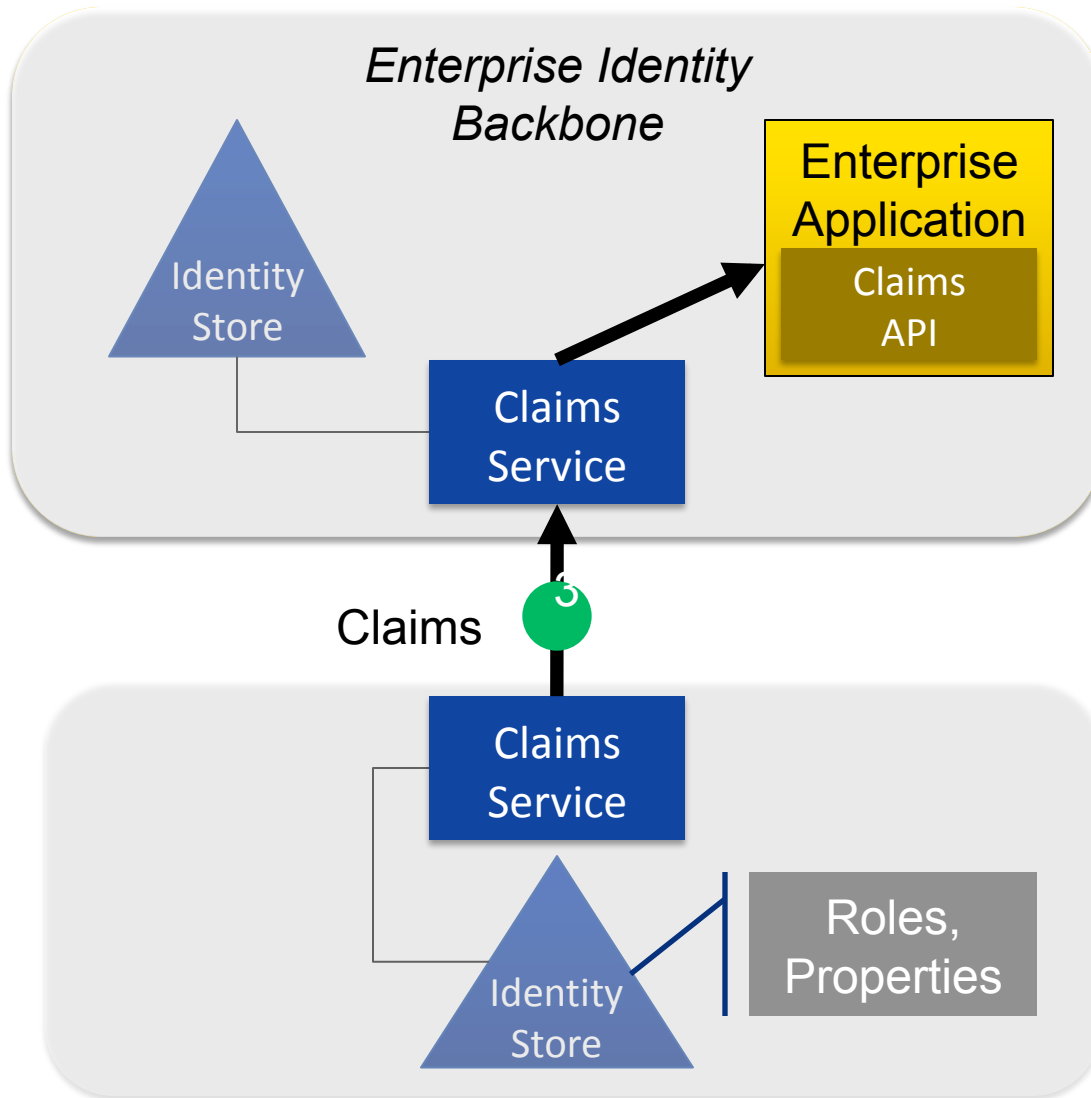 Enterprise Identity
Backbone
Enterprise
Application
Claims
API
Identity
Store
Claims
Service
3
Claims
Claims
Service
Identity
Store
Roles,
Properties